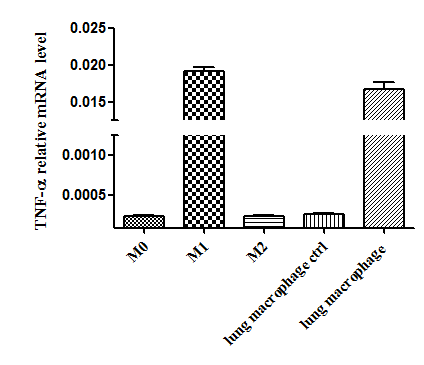 TNF-α relative mRNA level
0.025
0.020
0.015
0.0010
0.0005
M0
M1
M2
lung macrophage ctrl
lung macrophage